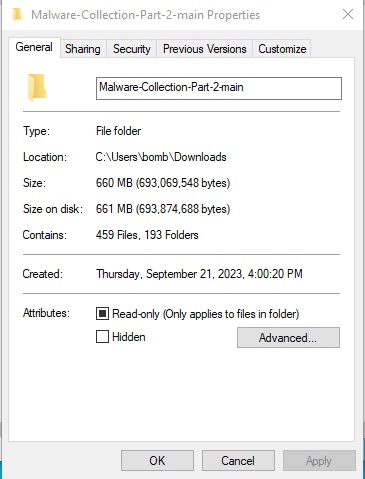 Malware-Collection-Part-2-main Properties
General Sharing Security Previous Versions Customize
Malware-Collection-Part-2-main
Type: File folder
Location: C:\Users\bomb\Downloads
Size: 660 MB (693,069,548 bytes)
Size on disk: 661 MB (693,874,688 bytes)
Contains: 459 Files, 193 Folders
Created: Thursday, September 21, 2023, 4:00:20 PM
Attributes: Read-only (Only applies to files in folder)
Hidden Advanced...
OK Cancel Apply